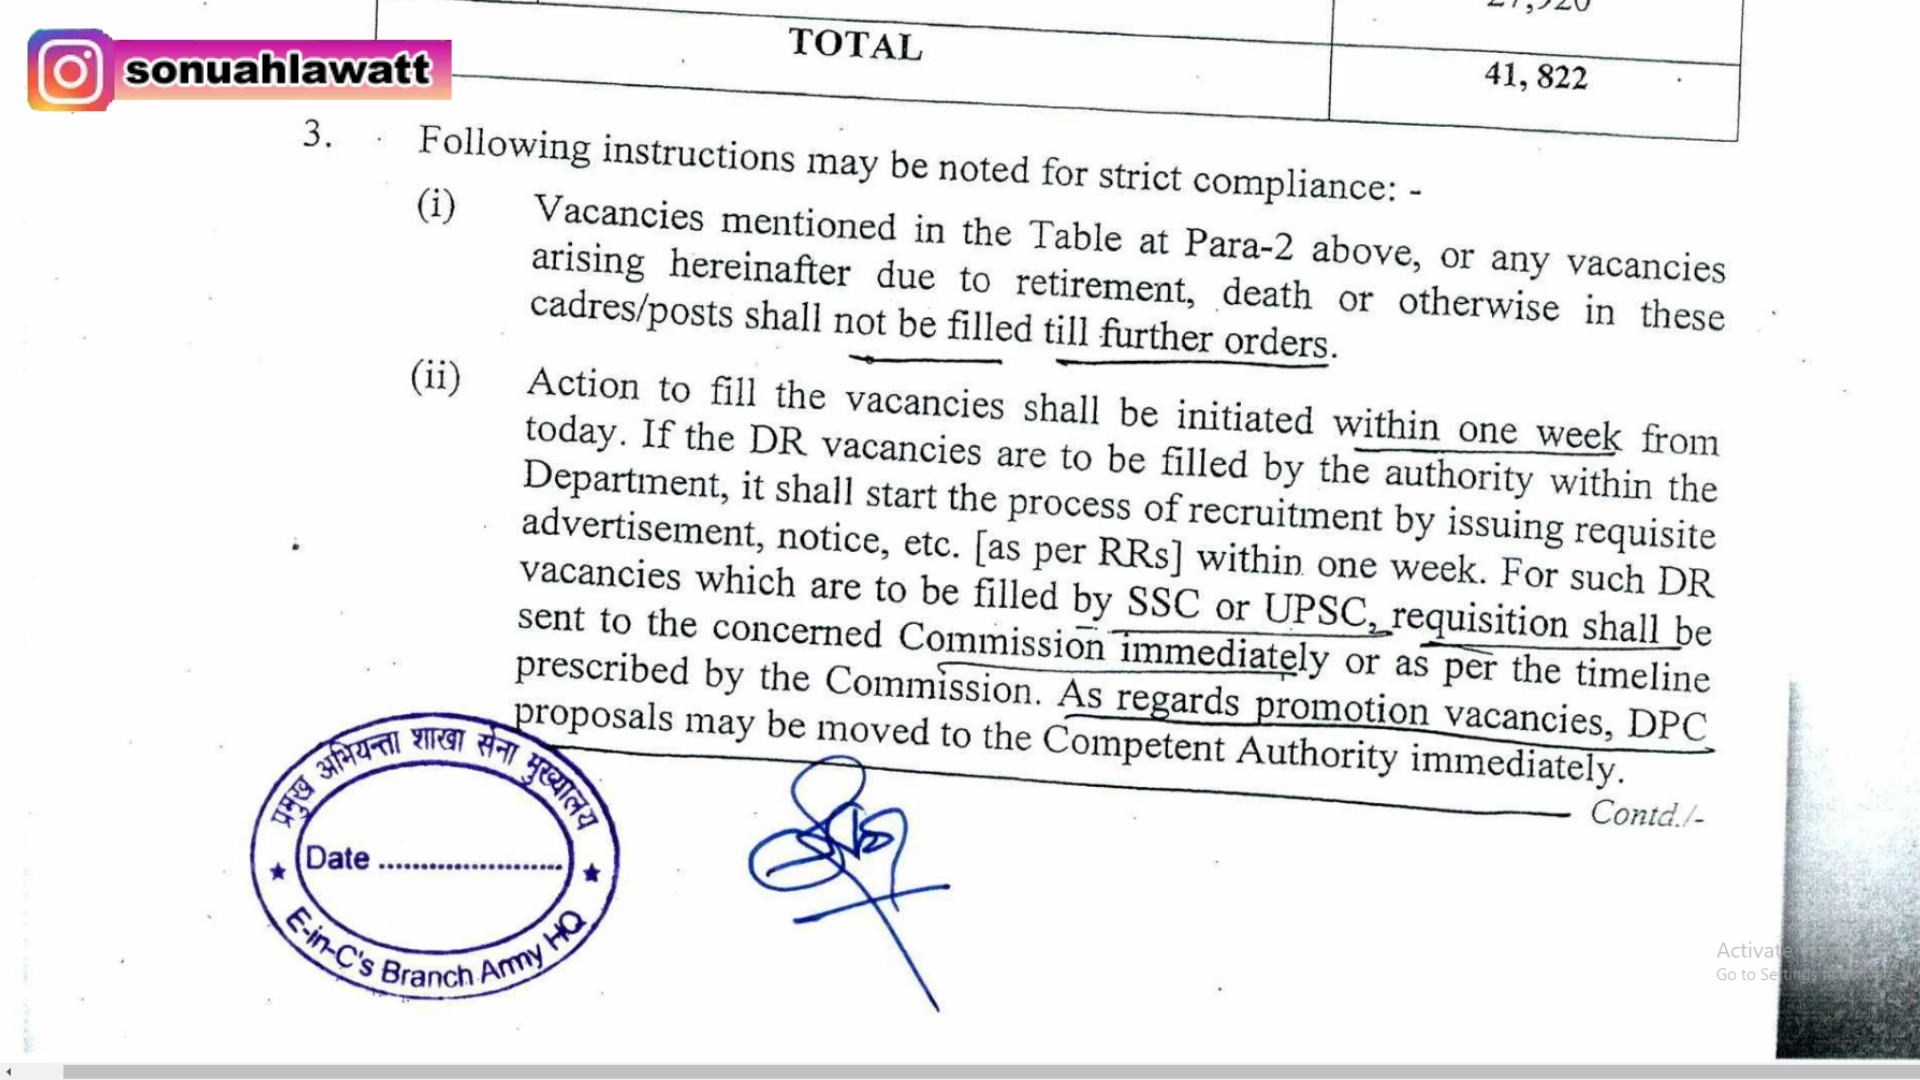 sonuahlawatt
TOTAL
41, 822
3. Following instructions may be noted for strict compliance: -
(i) Vacancies mentioned in the Table at Para-2 above, or any vacancies
arising hereinafter due to retirement, death or otherwise in these
cadres/posts shall not be filled till further orders.
(ii) Action to fill the vacancies shall be initiated within one week from
today. If the DR vacancies are to be filled by the authority within the
Department, it shall start the process of recruitment by issuing requisite
advertisement, notice, etc. [as per RRs] within one week. For such DR
vacancies which are to be filled by SSC or UPSC, requisition shall be
sent to the concerned Commission immediately or as per the timeline
prescribed by the Commission. As regards promotion vacancies, DPC
proposals may be moved to the Competent Authority immediately.
Contd./-
प्रमुख अभियन्ता शाखा सेना मुख्यालय
Date ............................
E-in-C's Branch Army HQ
Activate
Go to Settings